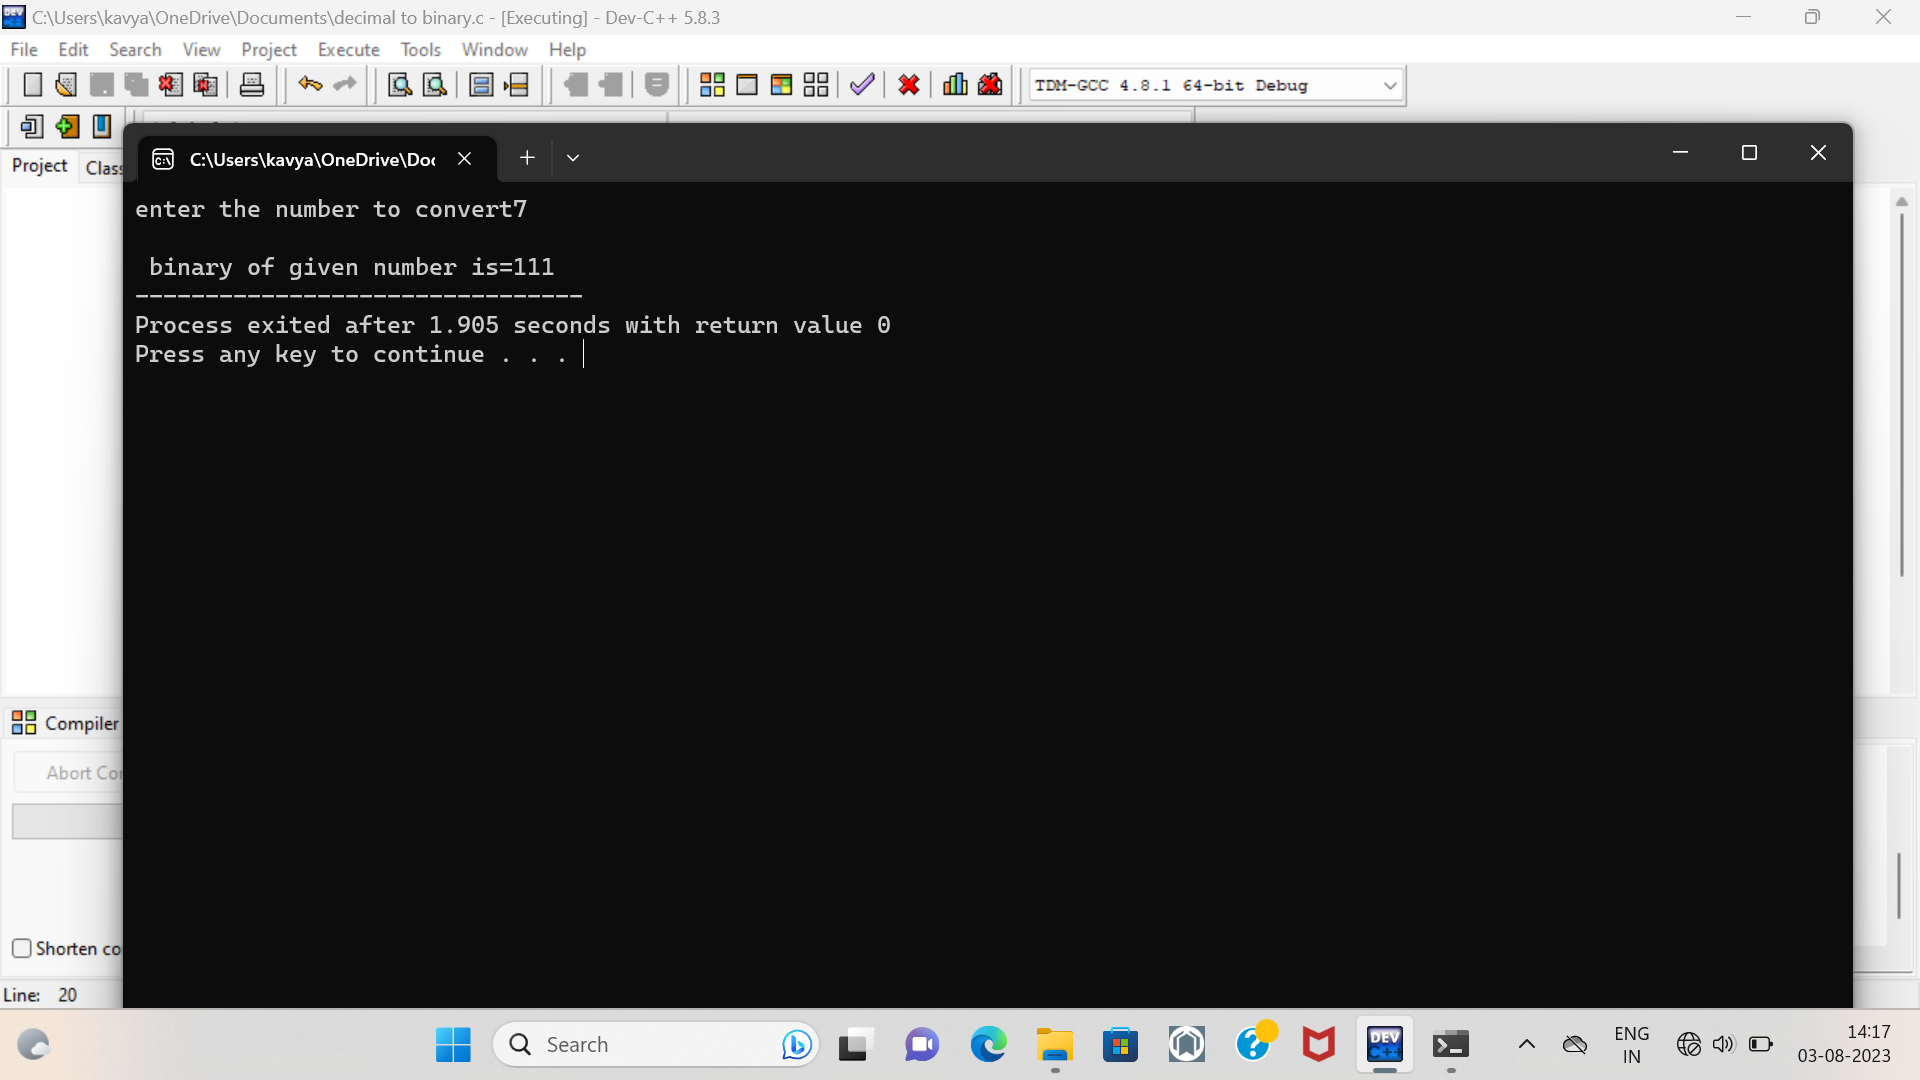 C:\Users\kavya\OneDrive\Documents\decimal to binary.c - [Executing] - Dev-C++ 5.8.3
File Edit Search View Project Execute Tools Window Help
TDM-GCC 4.8.1 64-bit Debug
Project Class
C:\Users\kavya\OneDrive\Doc
enter the number to convert7
binary of given number is=111
--------------------------------
Process exited after 1.905 seconds with return value 0
Press any key to continue . . .
Compiler
Abort Cor
Shorten co
Line: 20
Search
DEV C++
ENG
IN
14:17
03-08-2023